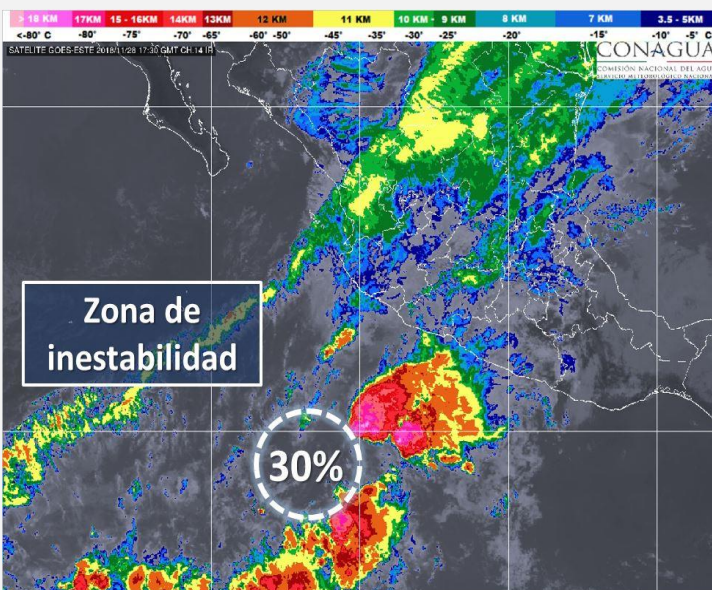 > 18 KM 17KM 15 - 16KM 14KM 13KM 12 KM 11 KM 10 KM - 9 KM 8 KM 7 KM 3.5 - 5KM
<-80° C -80° -75° -70° -65° -60° -50° -45° -35° -30° -25° -20° -15° -10° -5° C
SATELITE GOES-ESTE 2018/11/28 17:30 GMT CH.14 IR
CONAGUA
COMISIÓN NACIONAL DEL AGU
SERVICIO METEOROLÓGICO NACIONA
Zona de
inestabilidad
30%